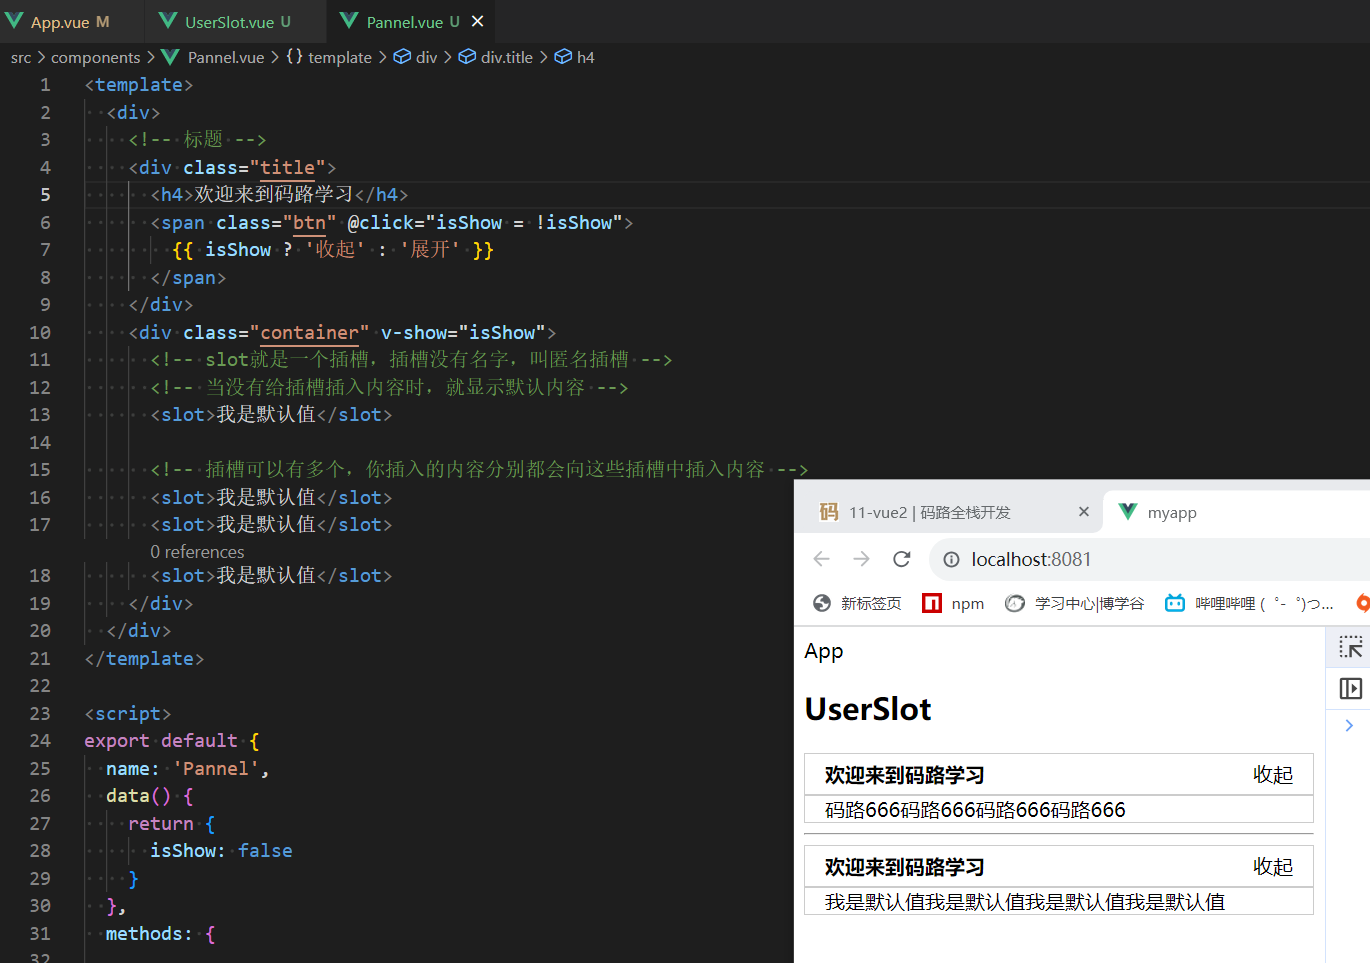 App.vue M
UserSlot.vue U
Pannel.vue U
src > components > Pannel.vue > {} template > div > div.title > h4
1 <template>
2 <div>
3 <!-- 标题 -->
4 <div class="title">
5 <h4>欢迎来到码路学习</h4>
6 <span class="btn" @click="isShow = !isShow">
7 {{ isShow ? '收起' : '展开' }}
8 </span>
9 </div>
10 <div class="container" v-show="isShow">
11 <!-- slot就是一个插槽，插槽没有名字，叫匿名插槽 -->
12 <!-- 当没有给插槽插入内容时，就显示默认内容 -->
13 <slot>我是默认值</slot>
14
15 <!-- 插槽可以有多个，你插入的内容分别都会向这些插槽中插入内容 -->
16 <slot>我是默认值</slot>
17 <slot>我是默认值</slot>
0 references
18 <slot>我是默认值</slot>
19 </div>
20 </div>
21 </template>
22
23 <script>
24 export default {
25 name: 'Pannel',
26 data() {
27 return {
28 isShow: false
29 }
30 },
31 methods: {
32
码 11-vue2 | 码路全栈开发
myapp
localhost:8081
新标签页
npm
学习中心|博学谷
哔哩哔哩 (゜-゜)つ...
App
UserSlot
欢迎来到码路学习 收起
码路666码路666码路666码路666
欢迎来到码路学习 收起
我是默认值我是默认值我是默认值我是默认值